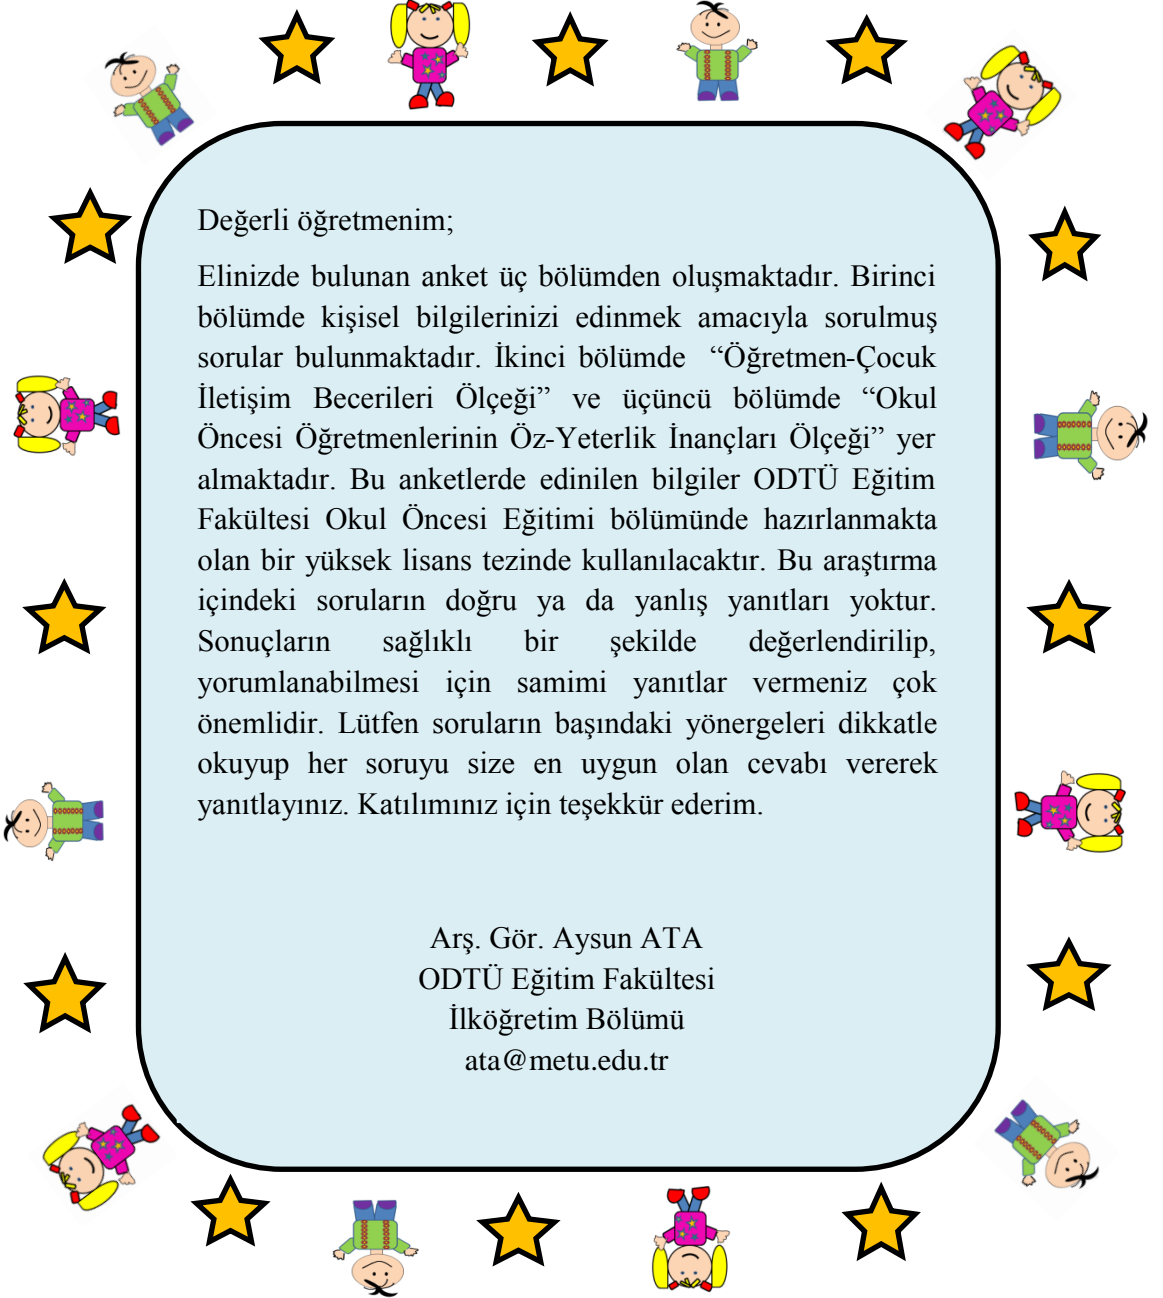 Değerli öğretmenim;
Elinizde bulunan anket üç bölümden oluşmaktadır. Birinci
bölümde kişisel bilgilerinizi edinmek amacıyla sorulmuş
sorular bulunmaktadır. İkinci bölümde “Öğretmen-Çocuk
İletişim Becerileri Ölçeği” ve üçüncü bölümde “Okul
Öncesi Öğretmenlerinin Öz-Yeterlik İnançları Ölçeği” yer
almaktadır. Bu anketlerde edinilen bilgiler ODTÜ Eğitim
Fakültesi Okul Öncesi Eğitimi bölümünde hazırlanmakta
olan bir yüksek lisans tezinde kullanılacaktır. Bu araştırma
içindeki soruların doğru ya da yanlış yanıtları yoktur.
Sonuçların sağlıklı bir şekilde değerlendirilip,
yorumlanabilmesi için samimi yanıtlar vermeniz çok
önemlidir. Lütfen soruların başındaki yönergeleri dikkatle
okuyup her soruyu size en uygun olan cevabı vererek
yanıtlayınız. Katılımınız için teşekkür ederim.
Arş. Gör. Aysun ATA
ODTÜ Eğitim Fakültesi
İlköğretim Bölümü
ata@metu.edu.tr